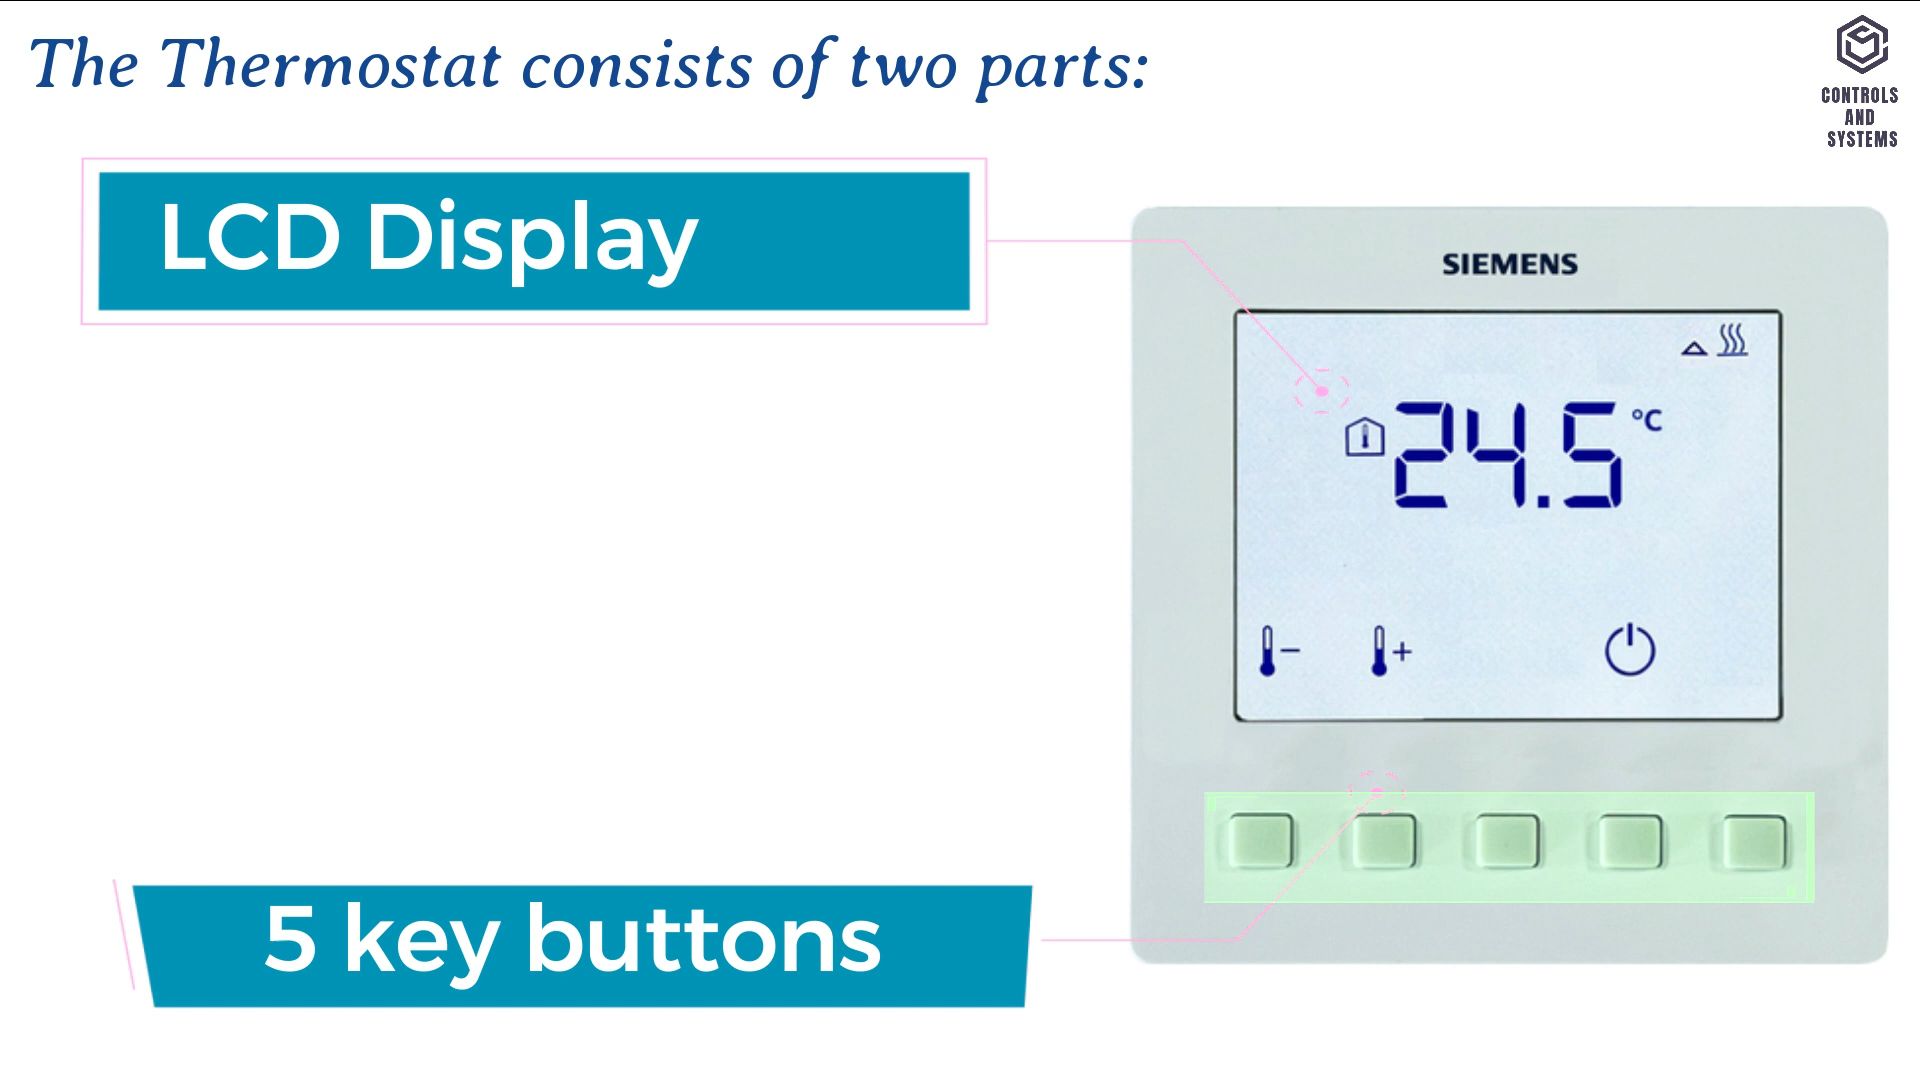 The Thermostat consists of two parts:
CONTROLS
AND
SYSTEMS
LCD Display
SIEMENS
24.5 °C
- +
5 key buttons